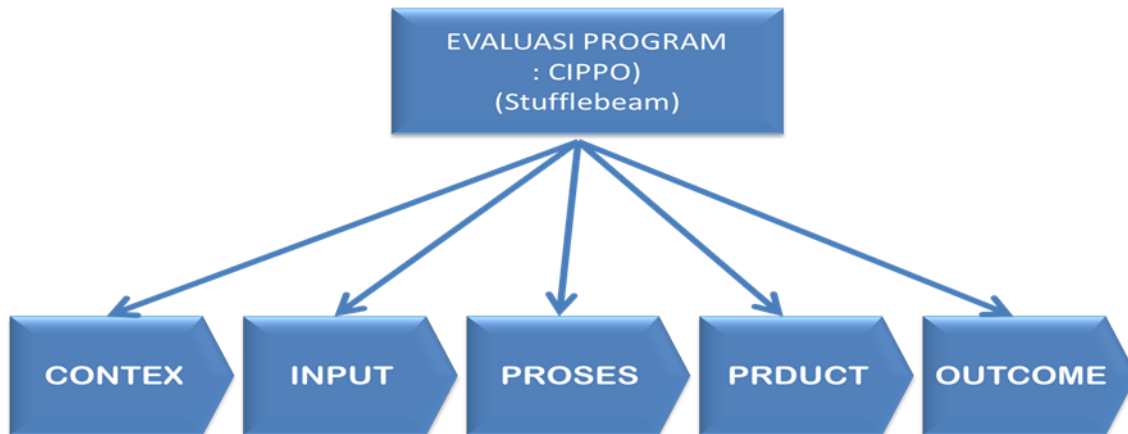 EVALUASI PROGRAM
: CIPPO)
(Stufflebeam)
CONTEX
INPUT
PROSES
PRDUCT
OUTCOME